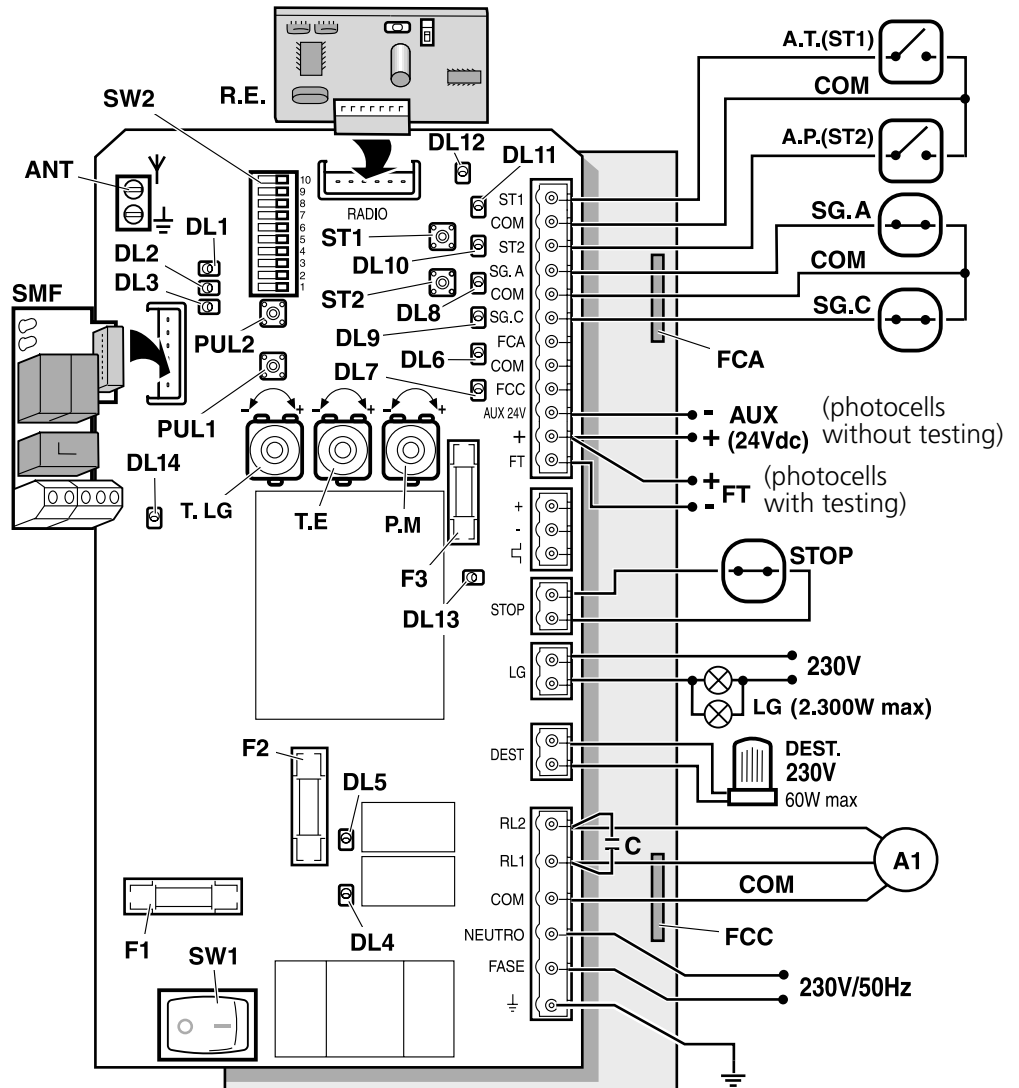 R.E.
SW2
ANT
DL12
DL11
A.T.(ST1)
COM
A.P.(ST2)
SG.A
COM
SG.C
10
9
8
7
6
5
4
3
2
1
RADIO
ST1
DL10
ST2
DL8
DL9
DL6
DL7
DL1
DL2
DL3
SMF
PUL2
PUL1
DL14
- +
- +
- +
T. LG
T.E
P.M
F3
DL13
ST1
COM
ST2
SG. A
COM
SG.C
FCA
COM
FCC
AUX 24V
+
FT
FCA
- AUX (photocells
+ (24Vdc) without testing)
+ FT (photocells
- with testing)
+
-
STOP
STOP
LG
230V
LG (2.300W max)
DEST
DEST.
230V
60W max
F2
DL5
DL4
F1
SW1
RL2
RL1
COM
NEUTRO
FASE
C
COM
A1
FCC
230V/50Hz